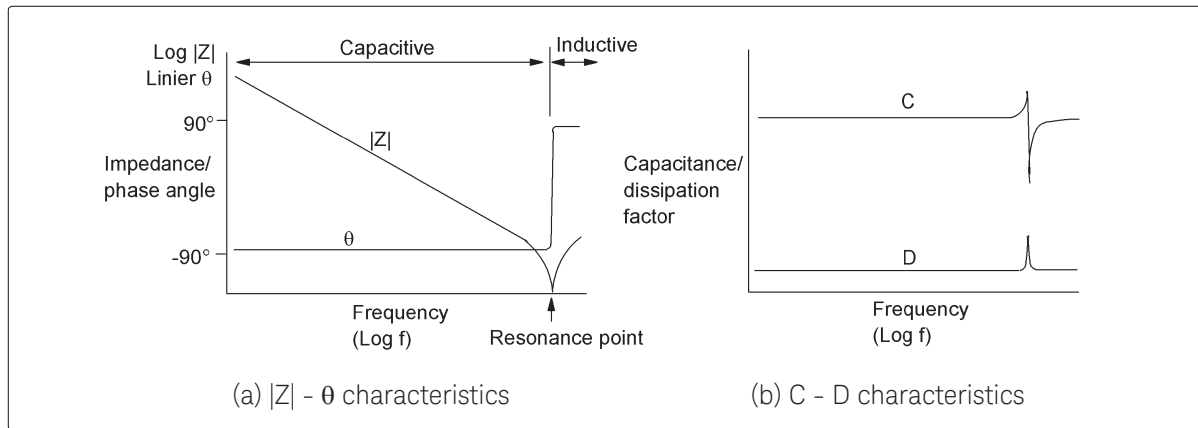 Log |Z|
Linier θ
Capacitive
Inductive
90°
|Z|
Impedance/
phase angle
θ
-90°
Frequency
(Log f)
Resonance point
(a) |Z| - θ characteristics
C
Capacitance/
dissipation
factor
D
Frequency
(Log f)
(b) C - D characteristics